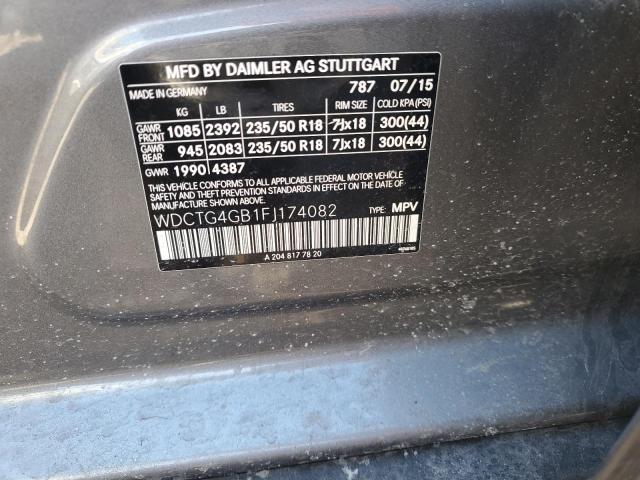 MFD BY DAIMLER AG STUTTGART
MADE IN GERMANY 787 07/15
KG LB TIRES RIM SIZE COLD KPA (PSI)
GAWR FRONT 1085 2392 235/50 R18 7Jx18 300(44)
GAWR REAR 945 2083 235/50 R18 7Jx18 300(44)
GVWR 1990 4387
THIS VEHICLE CONFORMS TO ALL APPLICABLE FEDERAL MOTOR VEHICLE
SAFETY AND THEFT PREVENTION STANDARDS IN EFFECT ON THE DATE OF
MANUFACTURE SHOWN ABOVE.
WDCTG4GB1FJ174082 TYPE: MPV
A 204 817 78 20